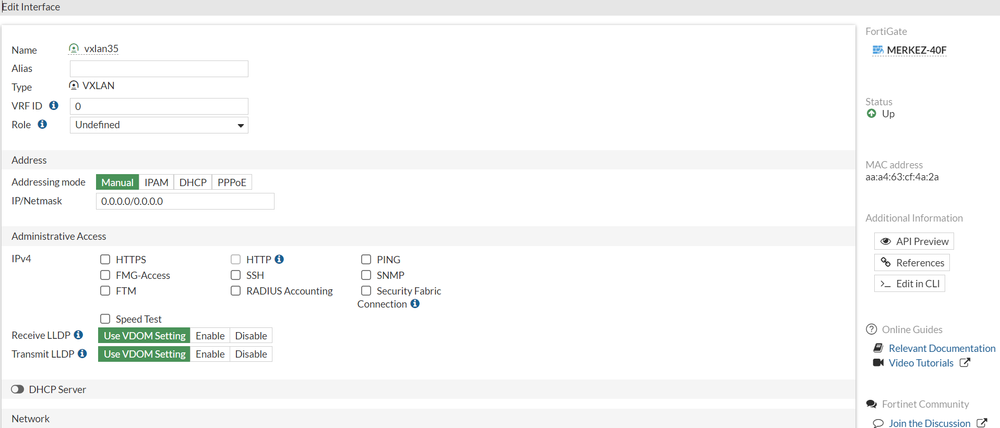 Edit Interface
Name vxlan35
Alias
Type VXLAN
VRF ID 0
Role Undefined
Address
Addressing mode Manual IPAM DHCP PPPoE
IP/Netmask 0.0.0.0/0.0.0.0
Administrative Access
IPv4 HTTPS HTTP PING
FMG-Access SSH SNMP
FTM RADIUS Accounting Security Fabric
Connection
Speed Test
Receive LLDP Use VDOM Setting Enable Disable
Transmit LLDP Use VDOM Setting Enable Disable
DHCP Server
Network
FortiGate
MERKEZ-40F
Status
Up
MAC address
aa:a4:63:cf:4a:2a
Additional Information
API Preview
References
Edit in CLI
Online Guides
Relevant Documentation
Video Tutorials
Fortinet Community
Join the Discussion